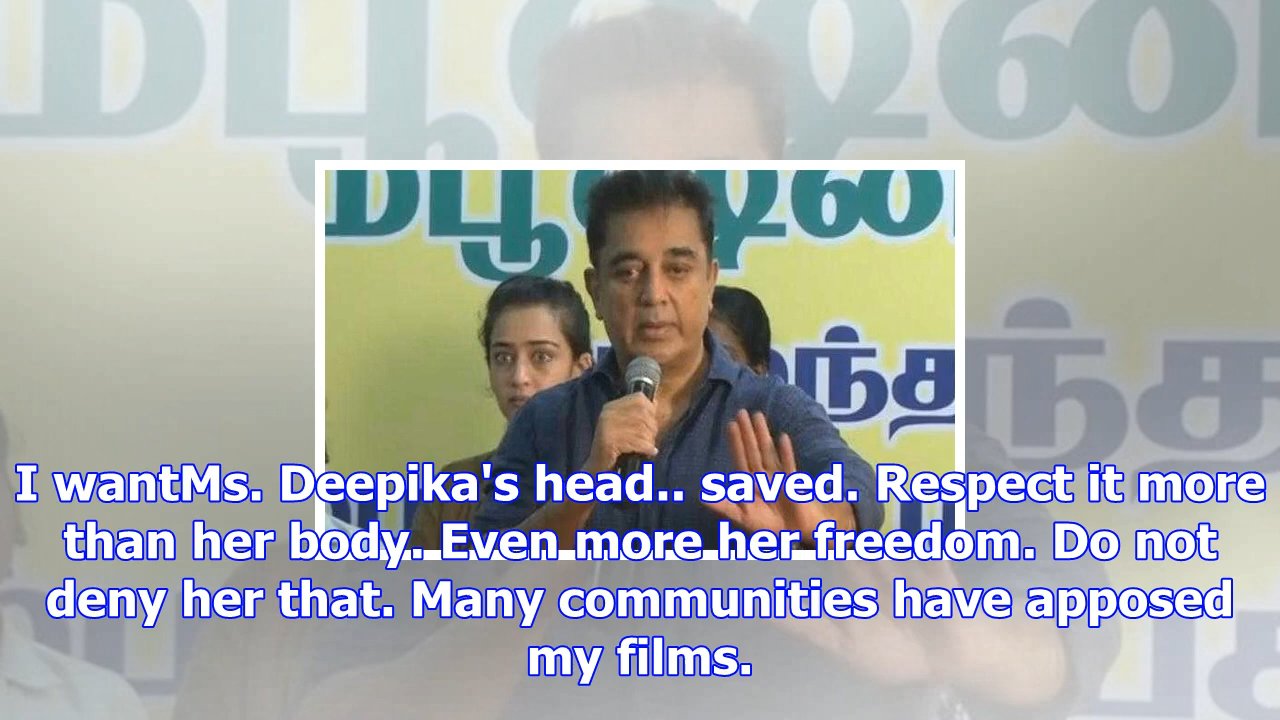 ம்பூ
ந்த
I wantMs. Deepika's head.. saved. Respect it more
than her body. Even more her freedom. Do not
deny her that. Many communities have apposed
my films.